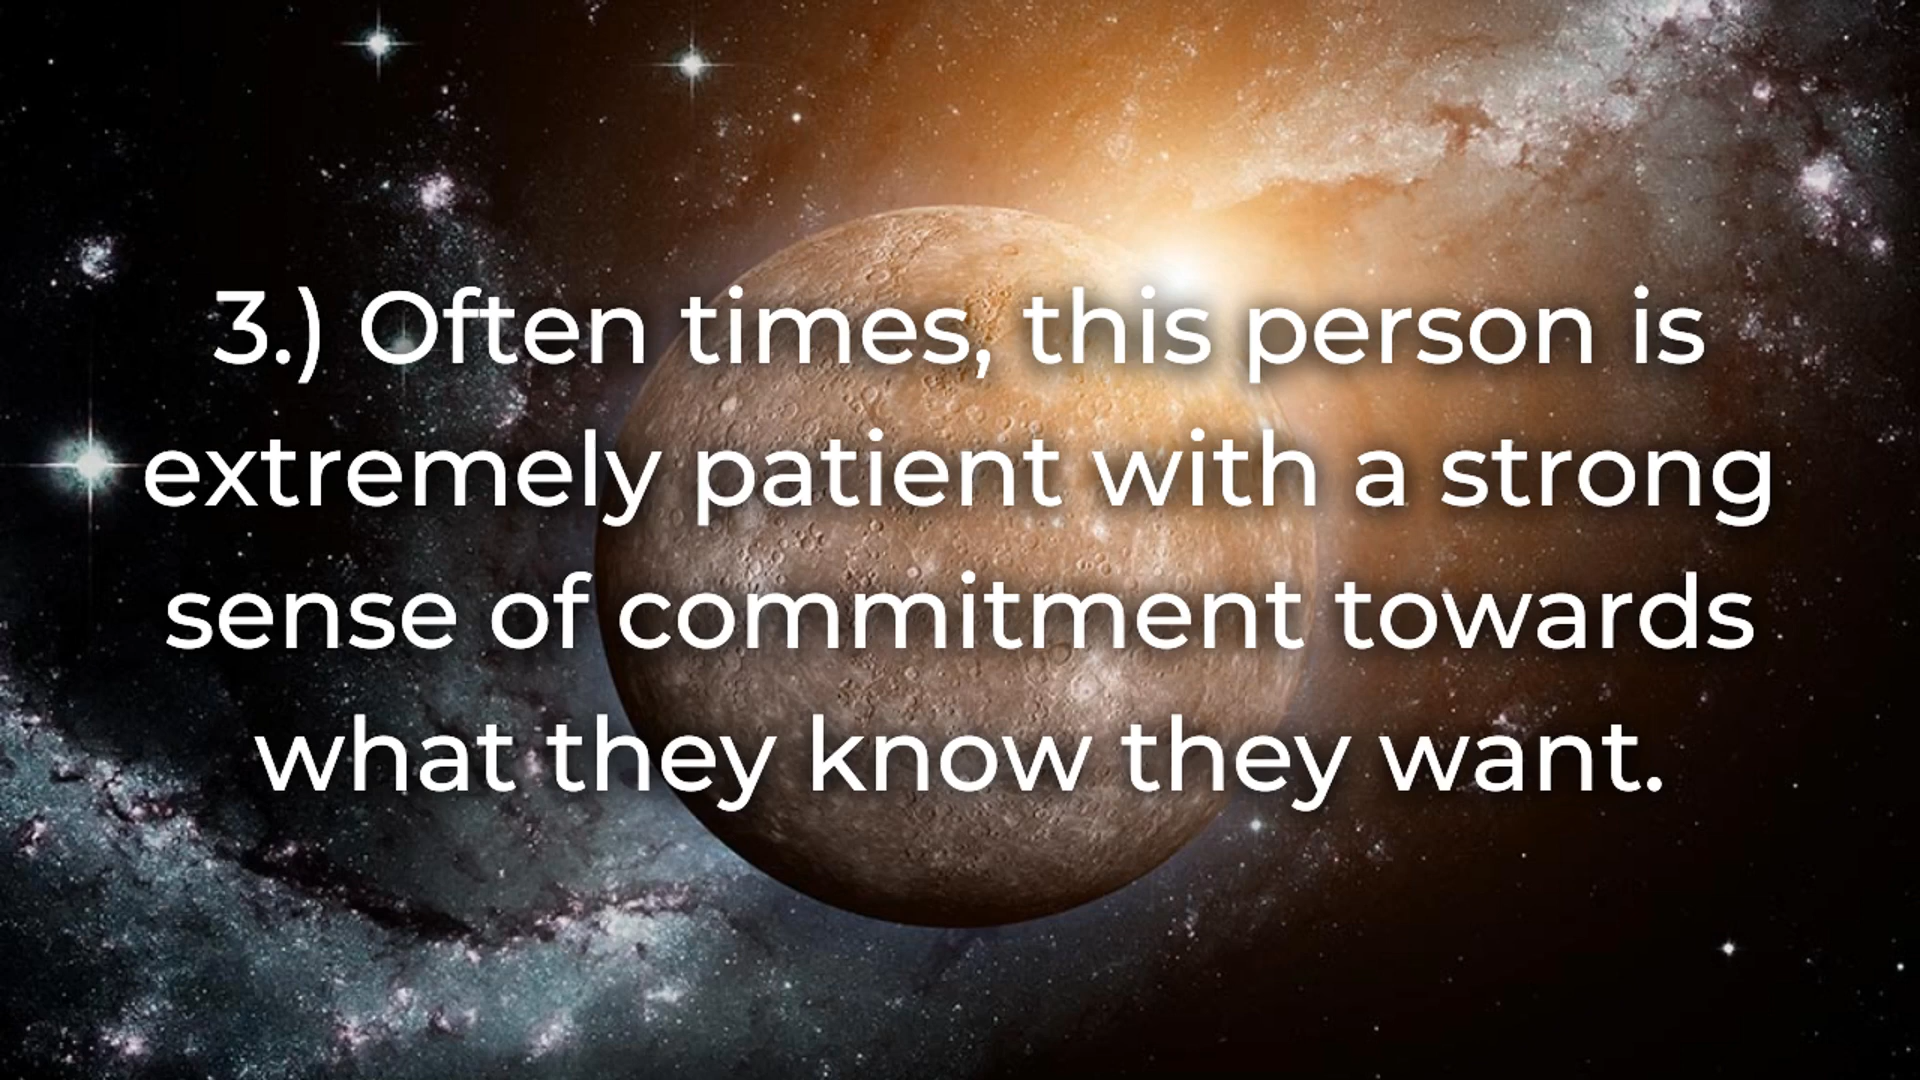 3.) Often times, this person is
extremely patient with a strong
sense of commitment towards
what they know they want.